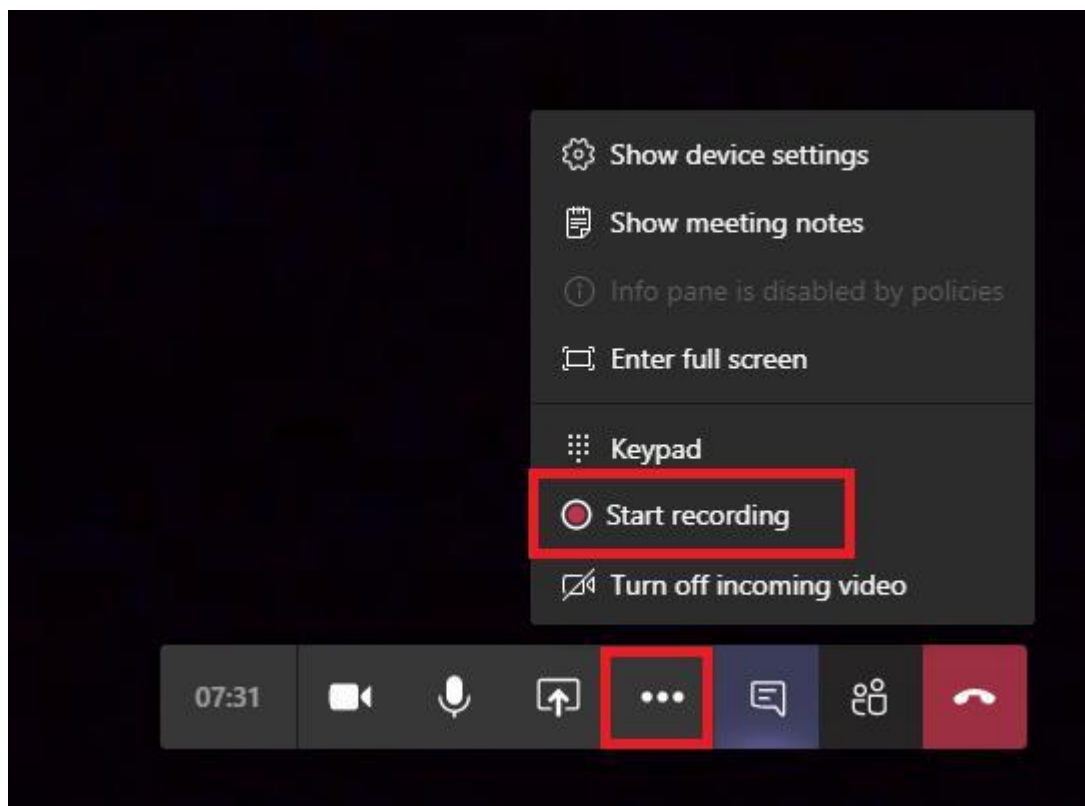 Show device settings
Show meeting notes
Info pane is disabled by policies
Enter full screen
Keypad
Start recording
Turn off incoming video
07:31